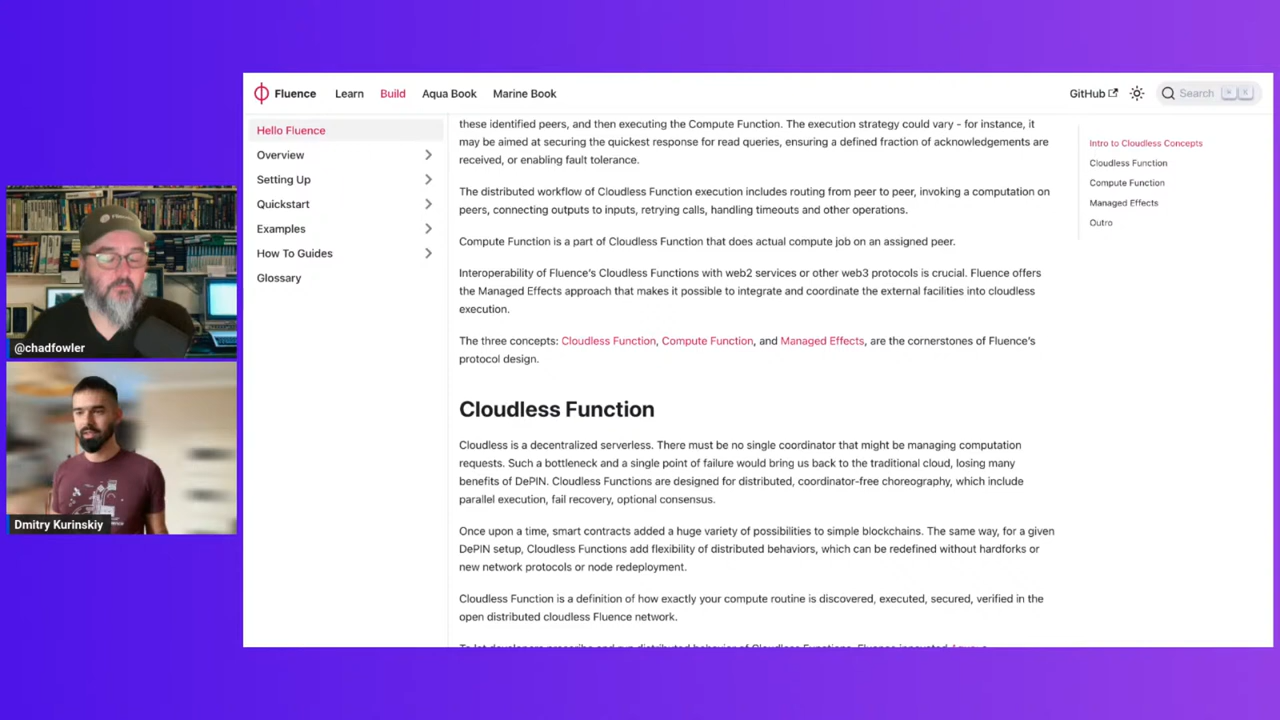 Fluence
Learn
Build
Aqua Book
Marine Book
GitHub
Search
Hello Fluence
Overview
Setting Up
Quickstart
Examples
How To Guides
Glossary
these identified peers, and then executing the Compute Function. The execution strategy could vary - for instance, it
may be aimed at securing the quickest response for read queries, ensuring a defined fraction of acknowledgements are
received, or enabling fault tolerance.
The distributed workflow of Cloudless Function execution includes routing from peer to peer, invoking a computation on
peers, connecting outputs to inputs, retrying calls, handling timeouts and other operations.
Compute Function is a part of Cloudless Function that does actual compute job on an assigned peer.
Interoperability of Fluence's Cloudless Functions with web2 services or other web3 protocols is crucial. Fluence offers
the Managed Effects approach that makes it possible to integrate and coordinate the external facilities into cloudless
execution.
The three concepts: Cloudless Function, Compute Function, and Managed Effects, are the cornerstones of Fluence's
protocol design.
Cloudless Function
Cloudless is a decentralized serverless. There must be no single coordinator that might be managing computation
requests. Such a bottleneck and a single point of failure would bring us back to the traditional cloud, losing many
benefits of DePIN. Cloudless Functions are designed for distributed, coordinator-free choreography, which include
parallel execution, fail recovery, optional consensus.
Once upon a time, smart contracts added a huge variety of possibilities to simple blockchains. The same way, for a given
DePIN setup, Cloudless Functions add flexibility of distributed behaviors, which can be redefined without hardforks or
new network protocols or node redeployment.
Cloudless Function is a definition of how exactly your compute routine is discovered, executed, secured, verified in the
open distributed cloudless Fluence network.
Intro to Cloudless Concepts
Cloudless Function
Compute Function
Managed Effects
Outro
Fluence
@chadfowler
Dmitry Kurinskiy